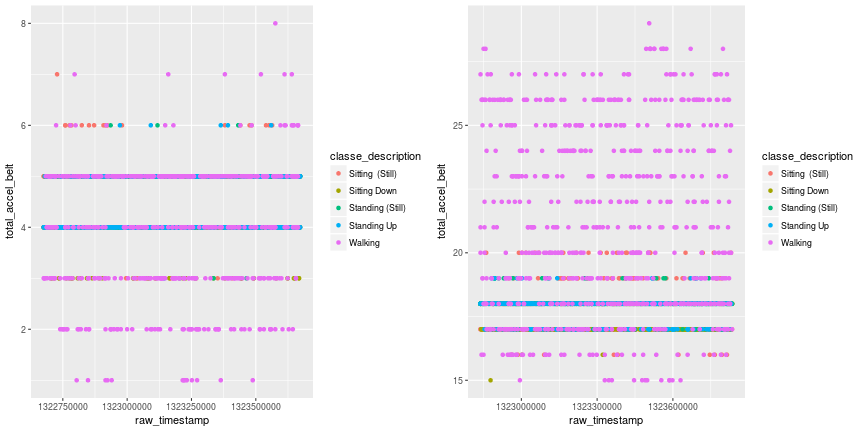 8
6
4
2
total_accel_belt
1322750000 1323000000 1323250000 1323500000
raw_timestamp
classe_description
Sitting (Still)
Sitting Down
Standing (Still)
Standing Up
Walking
25
20
15
total_accel_belt
1323000000 1323300000 1323600000
raw_timestamp
classe_description
Sitting (Still)
Sitting Down
Standing (Still)
Standing Up
Walking